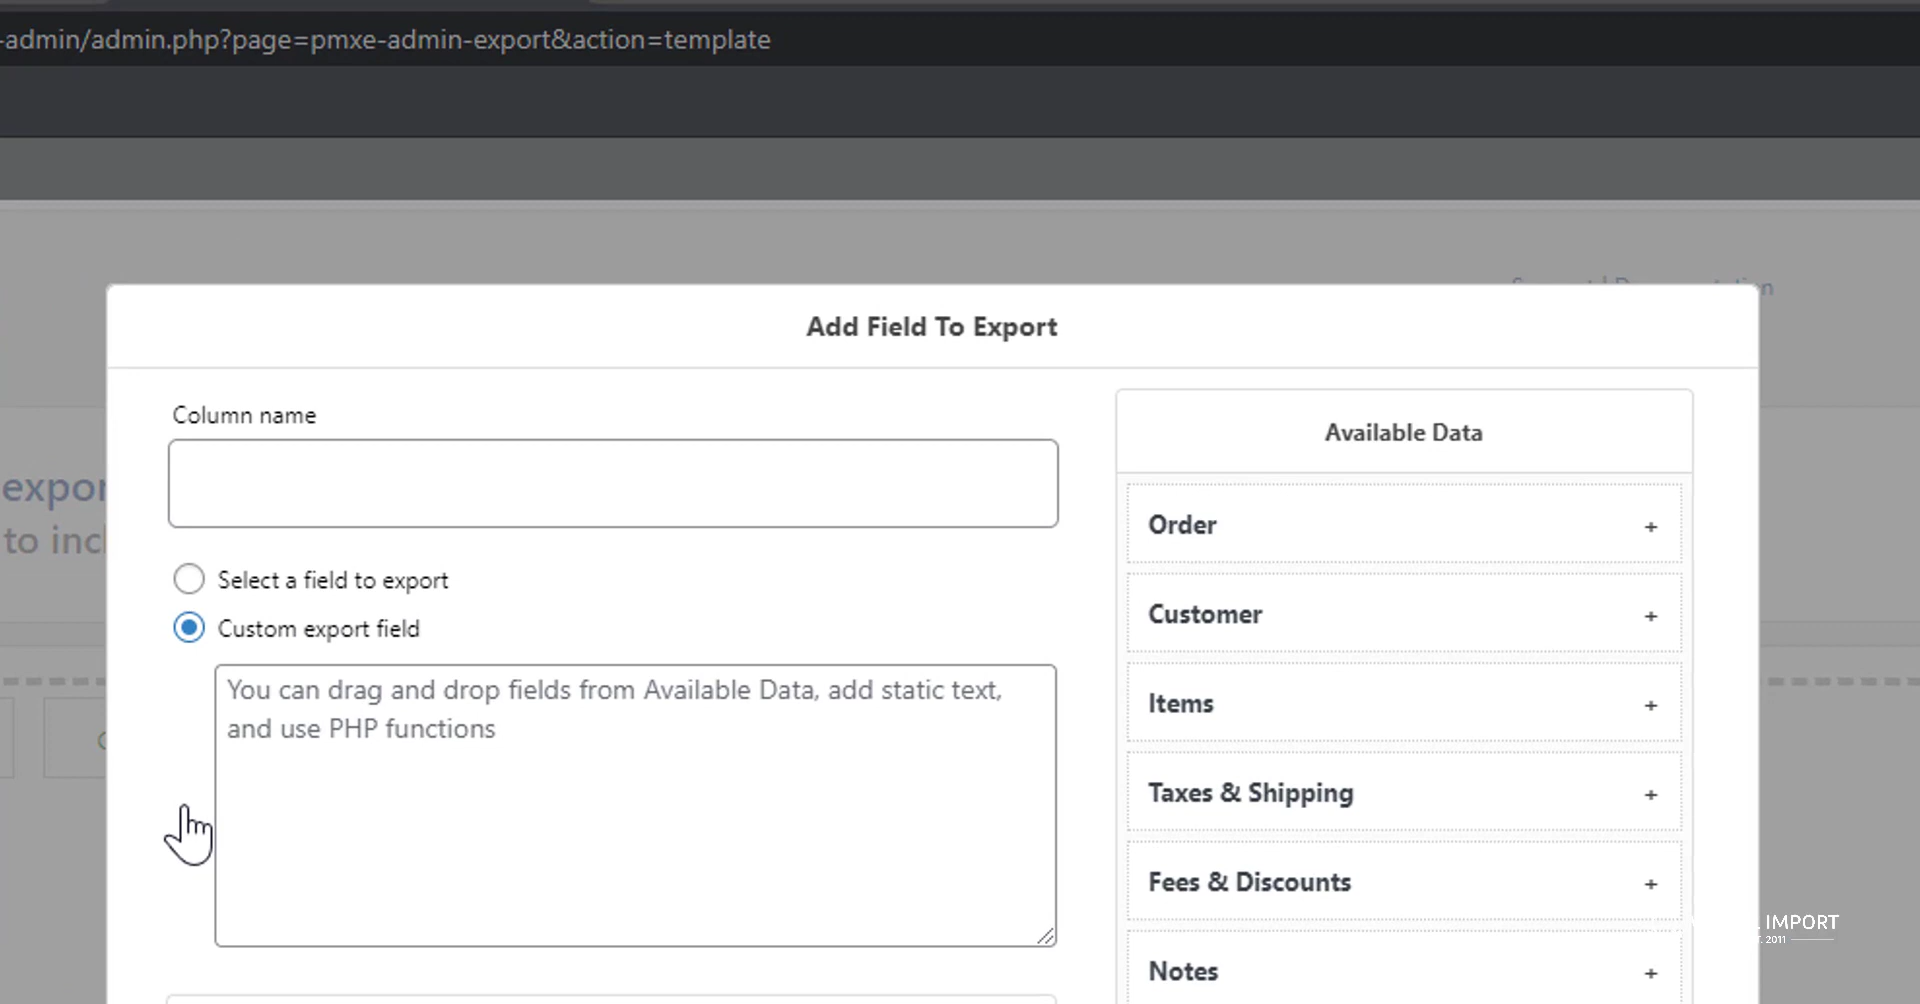 -admin/admin.php?page=pmxe-admin-export&action=template
Add Field To Export
Column name
Select a field to export
Custom export field
You can drag and drop fields from Available Data, add static text,
and use PHP functions
Available Data
Order +
Customer +
Items +
Taxes & Shipping +
Fees & Discounts +
Notes +
to
IMPORT
2011